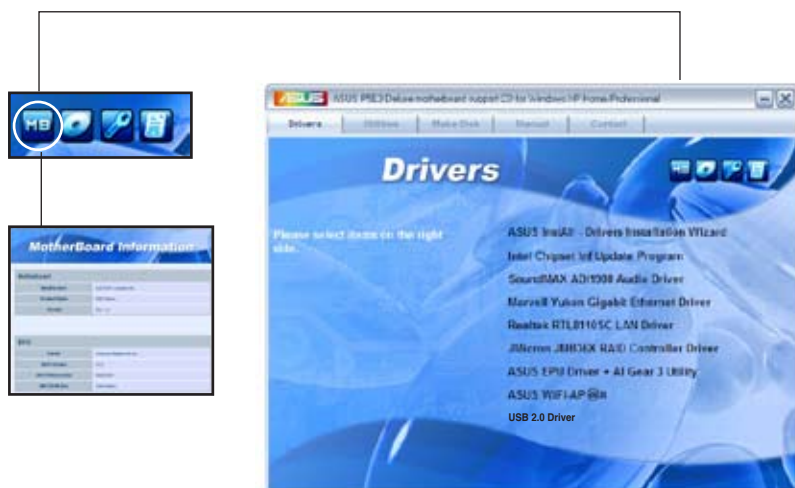 ASUS P5E3 Deluxe motherboard support CD for Windows XP Home/Professional
Drivers Utilities Make Disk Manual Contact
MB
Drivers
Please select items on the right
side.
ASUS InstAll - Drivers Installation Wizard
Intel Chipset Inf Update Program
SoundMAX ADI1988 Audio Driver
Marvell Yukon Gigabit Ethernet Driver
Realtek RTL8110SC LAN Driver
JMicron JMB36X RAID Controller Driver
ASUS EPU Driver + AI Gear 3 Utility
ASUS WIFI-AP @n
USB 2.0 Driver
MotherBoard Information
Motherboard
BIOS